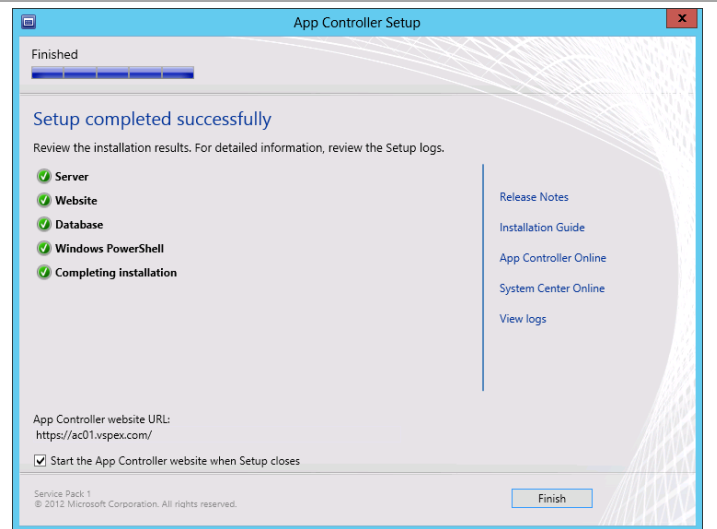 App Controller Setup
x
Finished
Setup completed successfully
Review the installation results. For detailed information, review the Setup logs.
Server
Website
Database
Windows PowerShell
Completing installation
Release Notes
Installation Guide
App Controller Online
System Center Online
View logs
App Controller website URL:
https://ac01.vspex.com/
Start the App Controller website when Setup closes
Service Pack 1
© 2012 Microsoft Corporation. All rights reserved.
Finish